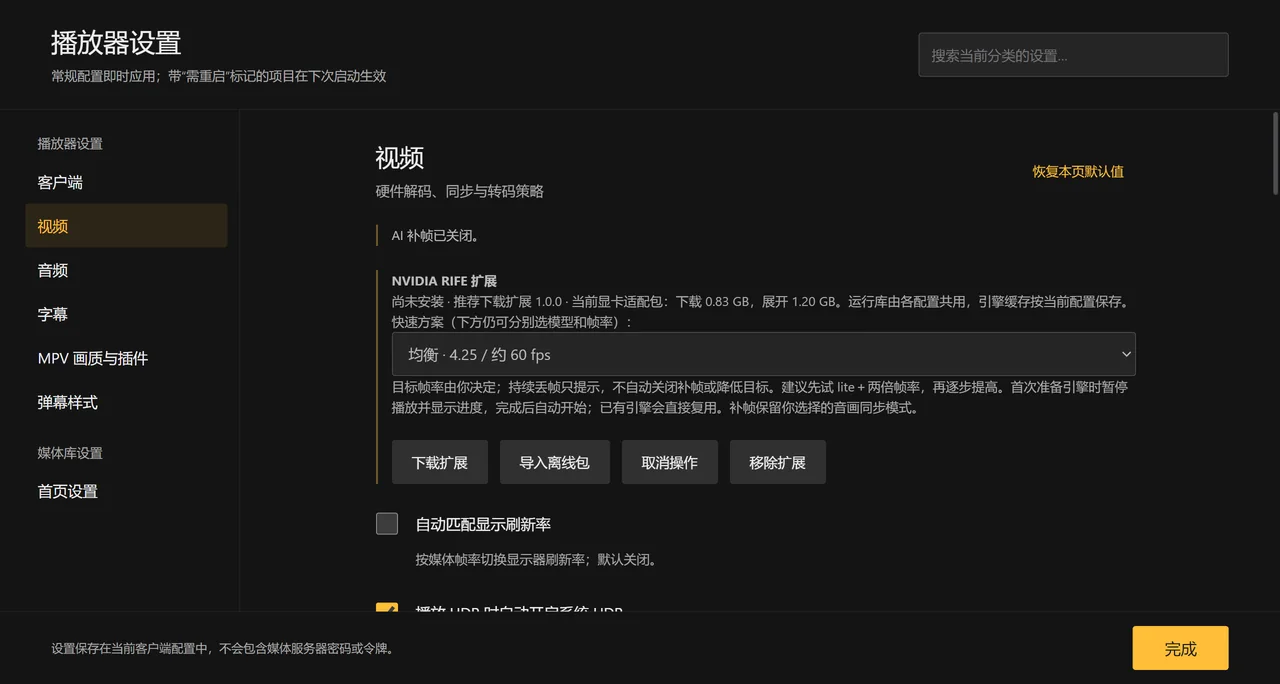 播放器设置
常规配置即时应用；带“需重启”标记的项目在下次启动生效
搜索当前分类的设置...
播放器设置
客户端
视频
音频
字幕
MPV 画质与插件
弹幕样式
媒体库设置
首页设置
视频
硬件解码、同步与转码策略
恢复本页默认值
AI 补帧已关闭。
NVIDIA RIFE 扩展
尚未安装 · 推荐下载扩展 1.0.0 · 当前显卡适配包：下载 0.83 GB，展开 1.20 GB。运行库由各配置共用，引擎缓存按当前配置保存。
快速方案（下方仍可分别选模型和帧率）：
均衡 · 4.25 / 约 60 fps
目标帧率由你决定；持续丢帧只提示，不自动关闭补帧或降低目标。建议先试 lite + 两倍帧率，再逐步提高。首次准备引擎时暂停
播放并显示进度，完成后自动开始；已有引擎会直接复用。补帧保留你选择的音画同步模式。
下载扩展
导入离线包
取消操作
移除扩展
自动匹配显示刷新率
按媒体帧率切换显示器刷新率；默认关闭。
播放 HDR 时自动开启系统 HDR
设置保存在当前客户端配置中，不会包含媒体服务器密码或令牌。
完成